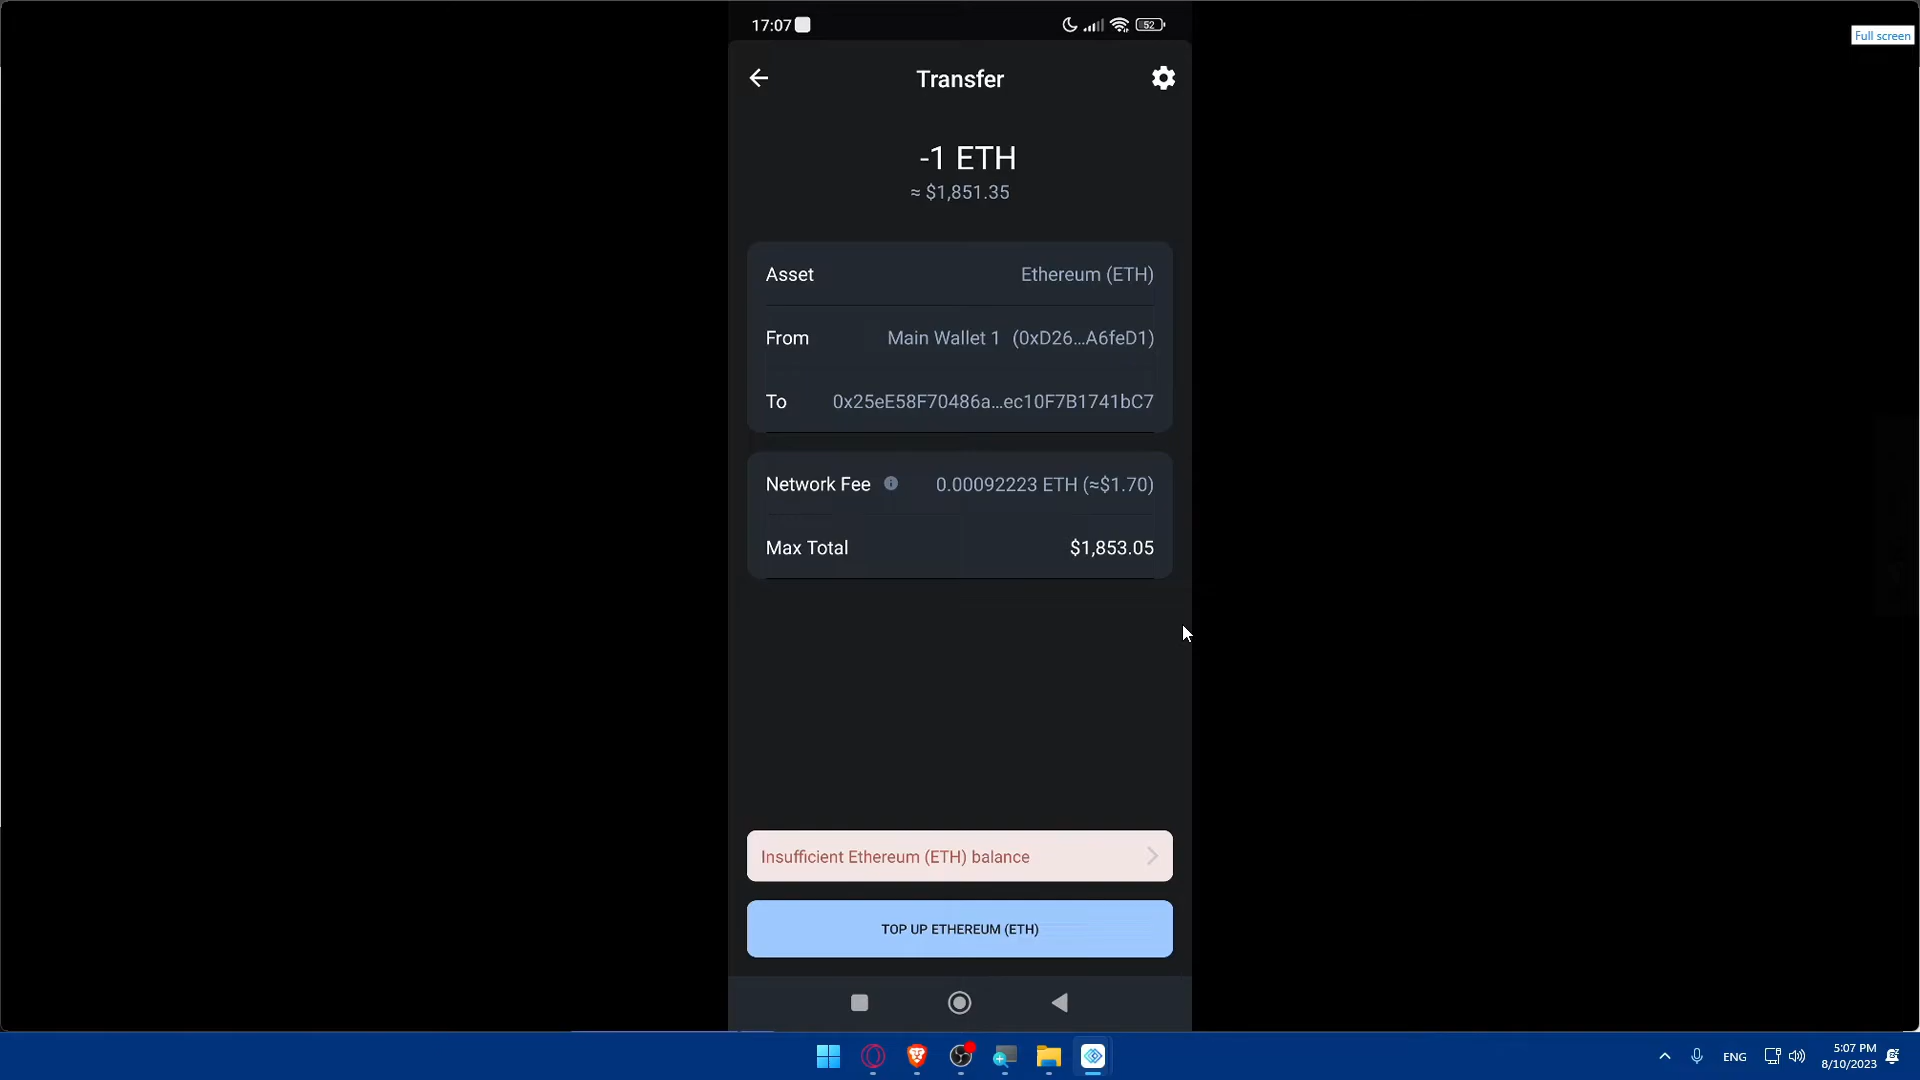 17:07
52
Full screen
Transfer
-1 ETH
≈ $1,851.35
Asset Ethereum (ETH)
From Main Wallet 1 (0xD26...A6feD1)
To 0x25eE58F70486a...ec10F7B1741bC7
Network Fee 0.00092223 ETH (≈$1.70)
Max Total $1,853.05
Insufficient Ethereum (ETH) balance
TOP UP ETHEREUM (ETH)
ENG
5:07 PM
8/10/2023